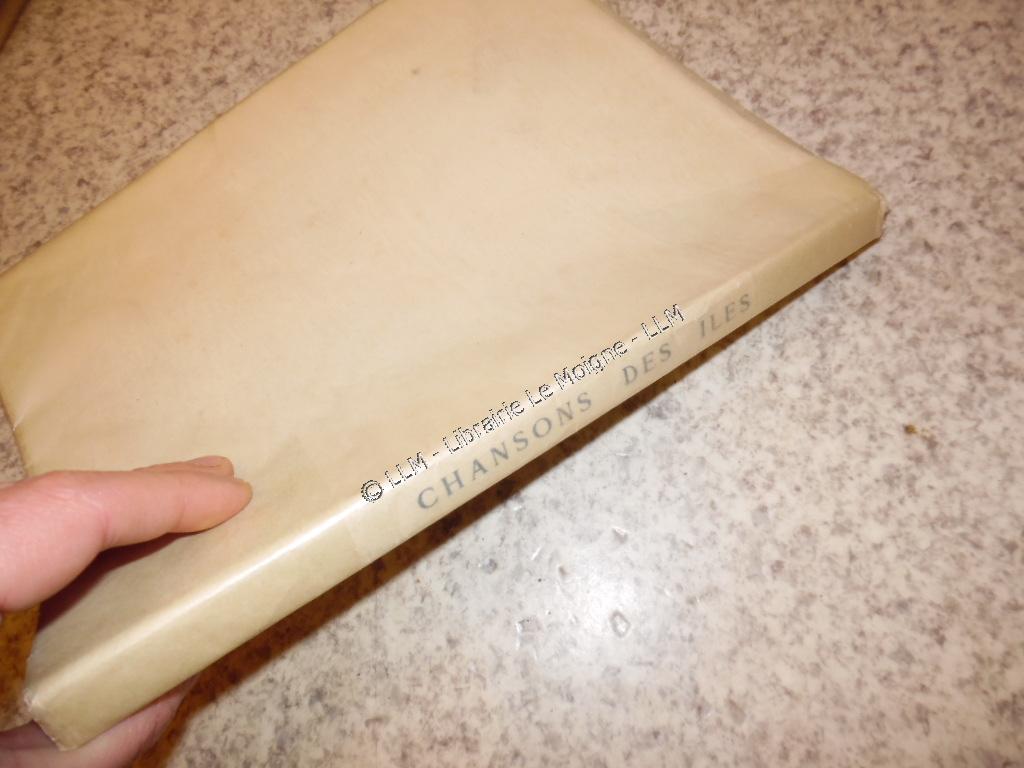 © LLM - Librairie Le Moigne - LLM
CHANSONS DES ILES